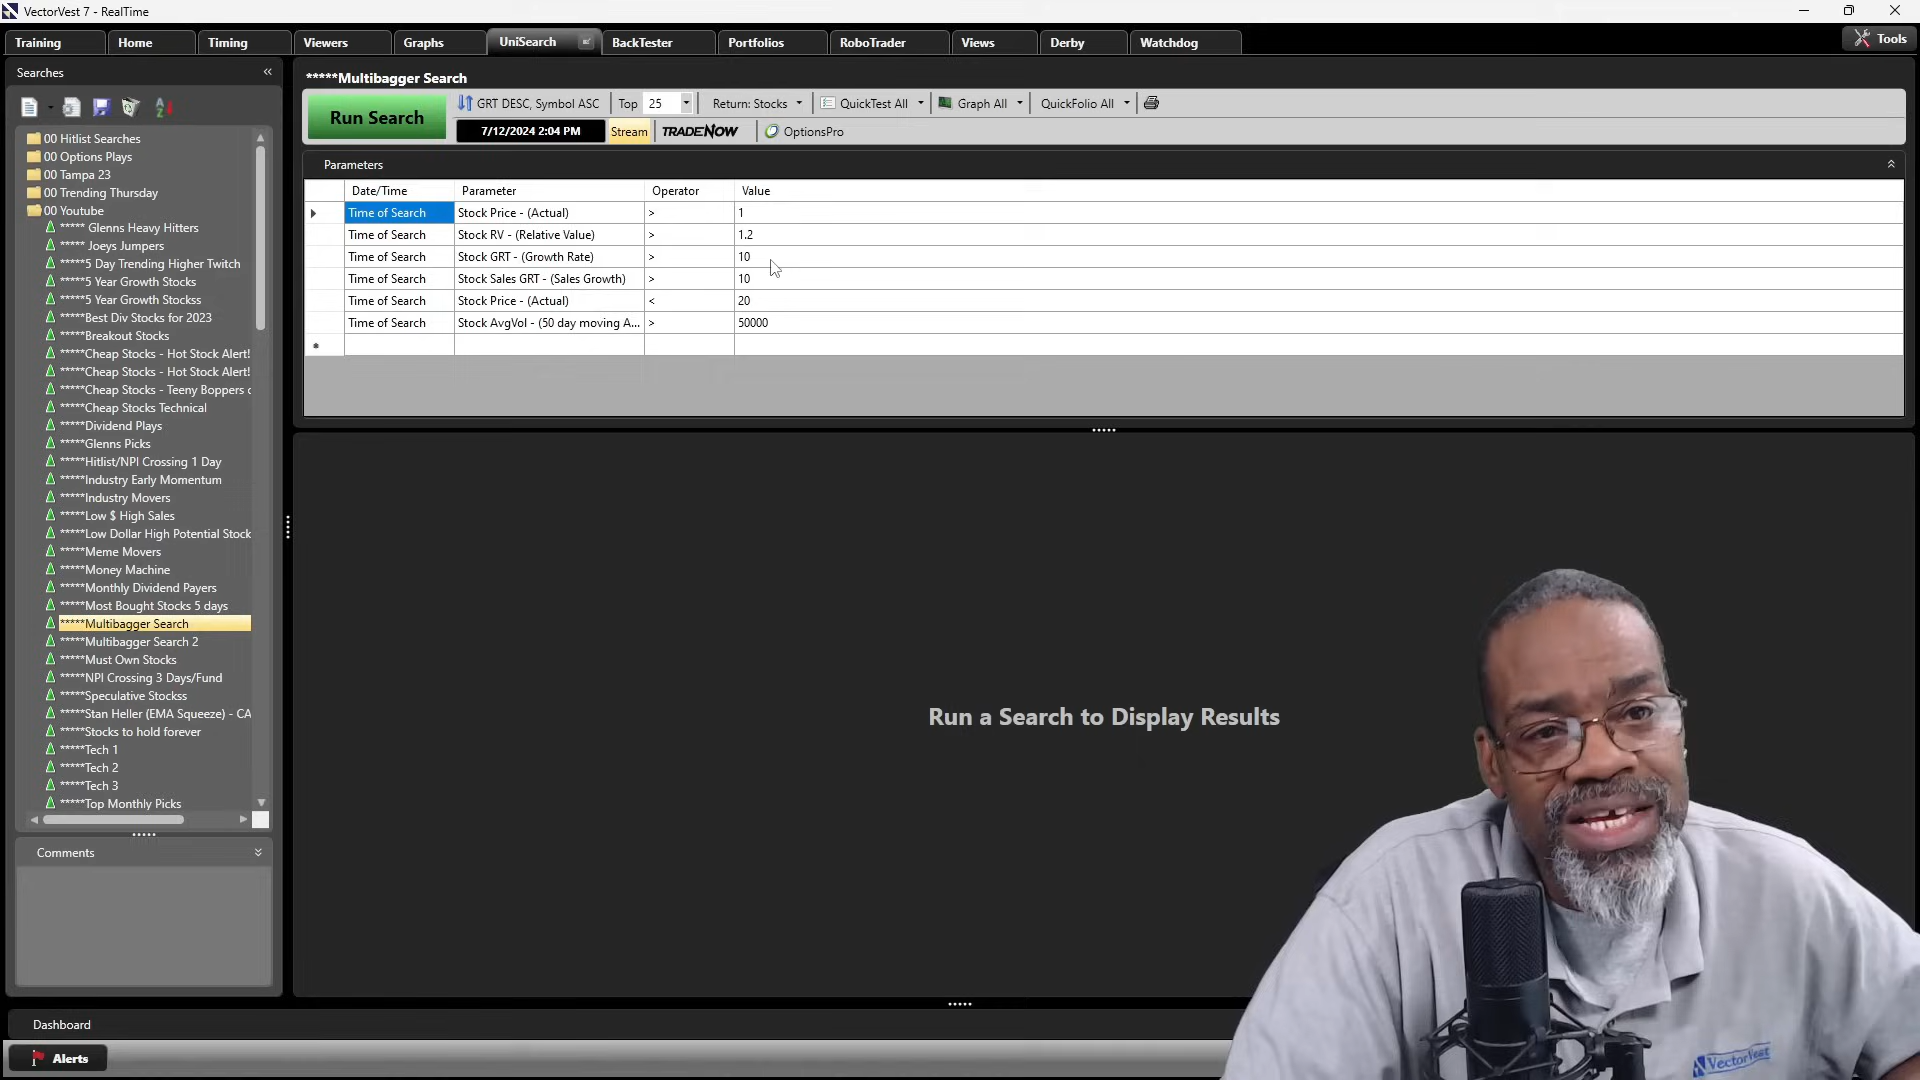 VectorVest 7 - RealTime
Training
Home
Timing
Viewers
Graphs
UniSearch
BackTester
Portfolios
RoboTrader
Views
Derby
Watchdog
Tools
Searches
*****Multibagger Search
Run Search
GRT DESC, Symbol ASC
Top 25
Return: Stocks
QuickTest All
Graph All
QuickFolio All
7/12/2024 2:04 PM
Stream
TRADENOW
OptionsPro
Parameters
Date/Time Parameter Operator Value
Time of Search Stock Price - (Actual) > 1
Time of Search Stock RV - (Relative Value) > 1.2
Time of Search Stock GRT - (Growth Rate) > 10
Time of Search Stock Sales GRT - (Sales Growth) > 10
Time of Search Stock Price - (Actual) < 20
Time of Search Stock AvgVol - (50 day moving A... > 50000
*
00 Hitlist Searches
00 Options Plays
00 Tampa 23
00 Trending Thursday
00 Youtube
***** Glenns Heavy Hitters
***** Joeys Jumpers
*****5 Day Trending Higher Twitch
*****5 Year Growth Stocks
*****5 Year Growth Stockss
*****Best Div Stocks for 2023
*****Breakout Stocks
*****Cheap Stocks - Hot Stock Alert!
*****Cheap Stocks - Hot Stock Alert!
*****Cheap Stocks - Teeny Boppers
*****Cheap Stocks Technical
*****Dividend Plays
*****Glenns Picks
*****Hitlist/NPI Crossing 1 Day
*****Industry Early Momentum
*****Industry Movers
*****Low $ High Sales
*****Low Dollar High Potential Stock
*****Meme Movers
*****Money Machine
*****Monthly Dividend Payers
*****Most Bought Stocks 5 days
*****Multibagger Search
*****Multibagger Search 2
*****Must Own Stocks
*****NPI Crossing 3 Days/Fund
*****Speculative Stockss
*****Stan Heller (EMA Squeeze) - CA
*****Stocks to hold forever
*****Tech 1
*****Tech 2
*****Tech 3
*****Top Monthly Picks
Run a Search to Display Results
Comments
Dashboard
Alerts
VectorVest